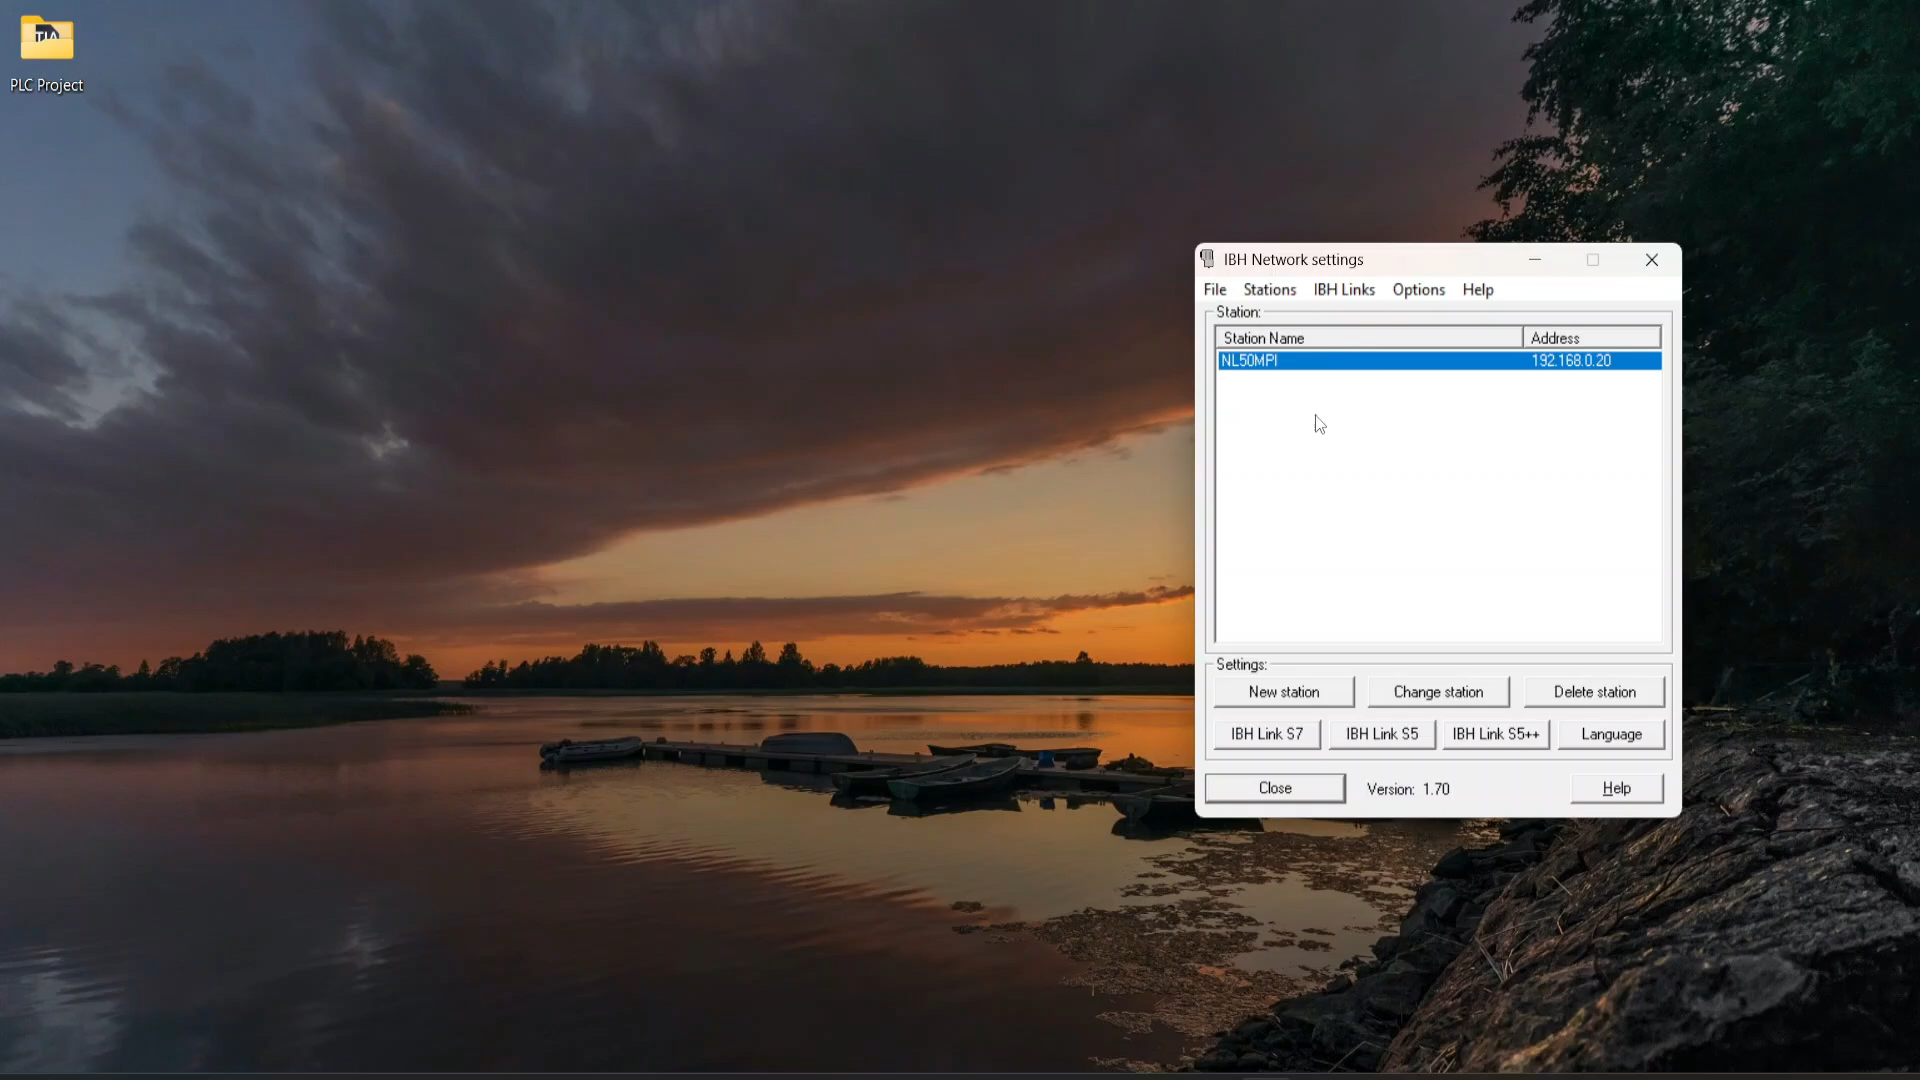 TIA
PLC Project
IBH Network settings
File Stations IBH Links Options Help
Station:
Station Name Address
NL50MPI 192.168.0.20
Settings:
New station Change station Delete station
IBH Link S7 IBH Link S5 IBH Link S5++ Language
Close Version: 1.70 Help